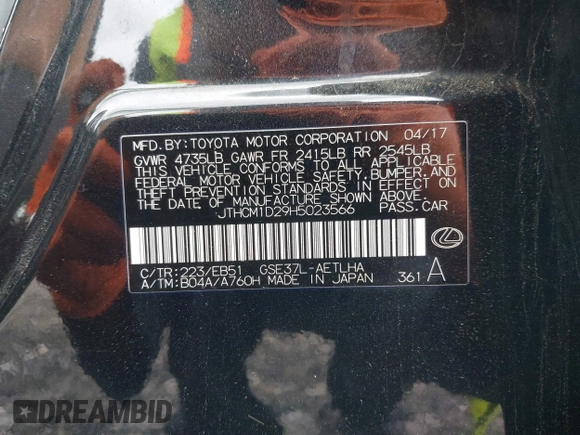 MFD.BY:TOYOTA MOTOR CORPORATION 04/17
GVWR 4735LB GAWR FR 2415LB RR 2545LB
THIS VEHICLE CONFORMS TO ALL APPLICABLE
FEDERAL MOTOR VEHICLE SAFETY, BUMPER, AND
THEFT PREVENTION STANDARDS IN EFFECT ON
THE DATE OF MANUFACTURE SHOWN ABOVE.
JTHCM1D29H5023566 PASS.CAR
C/TR:223/EB51 GSE37L-AETLHA
A/TM:B04A/A760H MADE IN JAPAN 361 A
DREAMBID